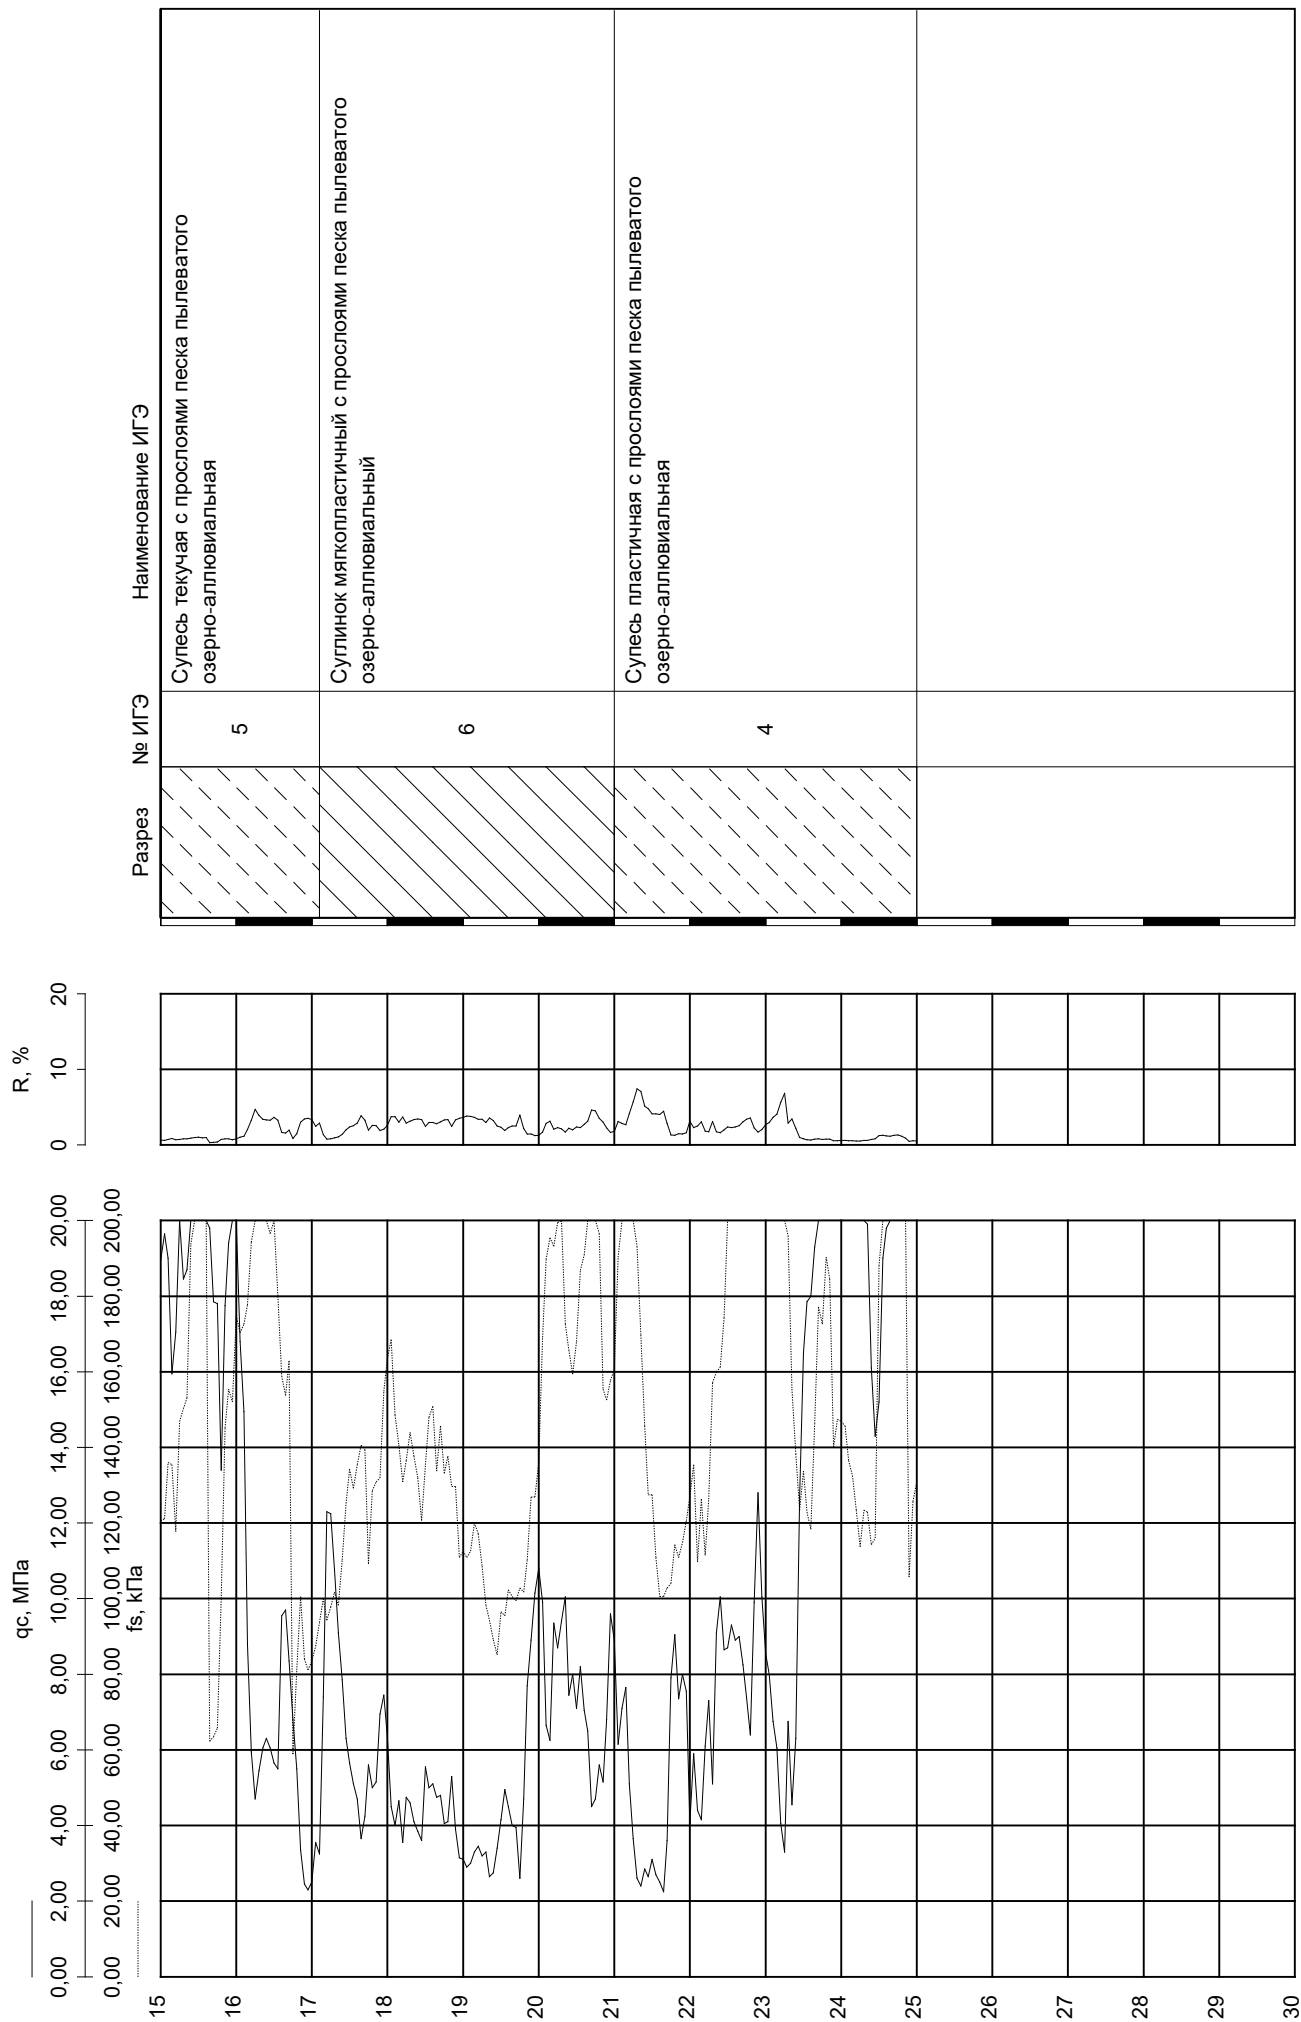 qc, МПа
0,00 2,00 4,00 6,00 8,00 10,00 12,00 14,00 16,00 18,00 20,00
0,00 20,00 40,00 60,00 80,00 100,00 120,00 140,00 160,00 180,00 200,00
fs, кПа
R, %
0 10 20
Разрез
№ ИГЭ
Наименование ИГЭ
15
16
17
18
19
20
21
22
23
24
25
26
27
28
29
30
5
Супесь текучая с прослоями песка пылеватого
озерно-аллювиальная
6
Суглинок мягкопластичный с прослоями песка пылеватого
озерно-аллювиальный
4
Супесь пластичная с прослоями песка пылеватого
озерно-аллювиальная